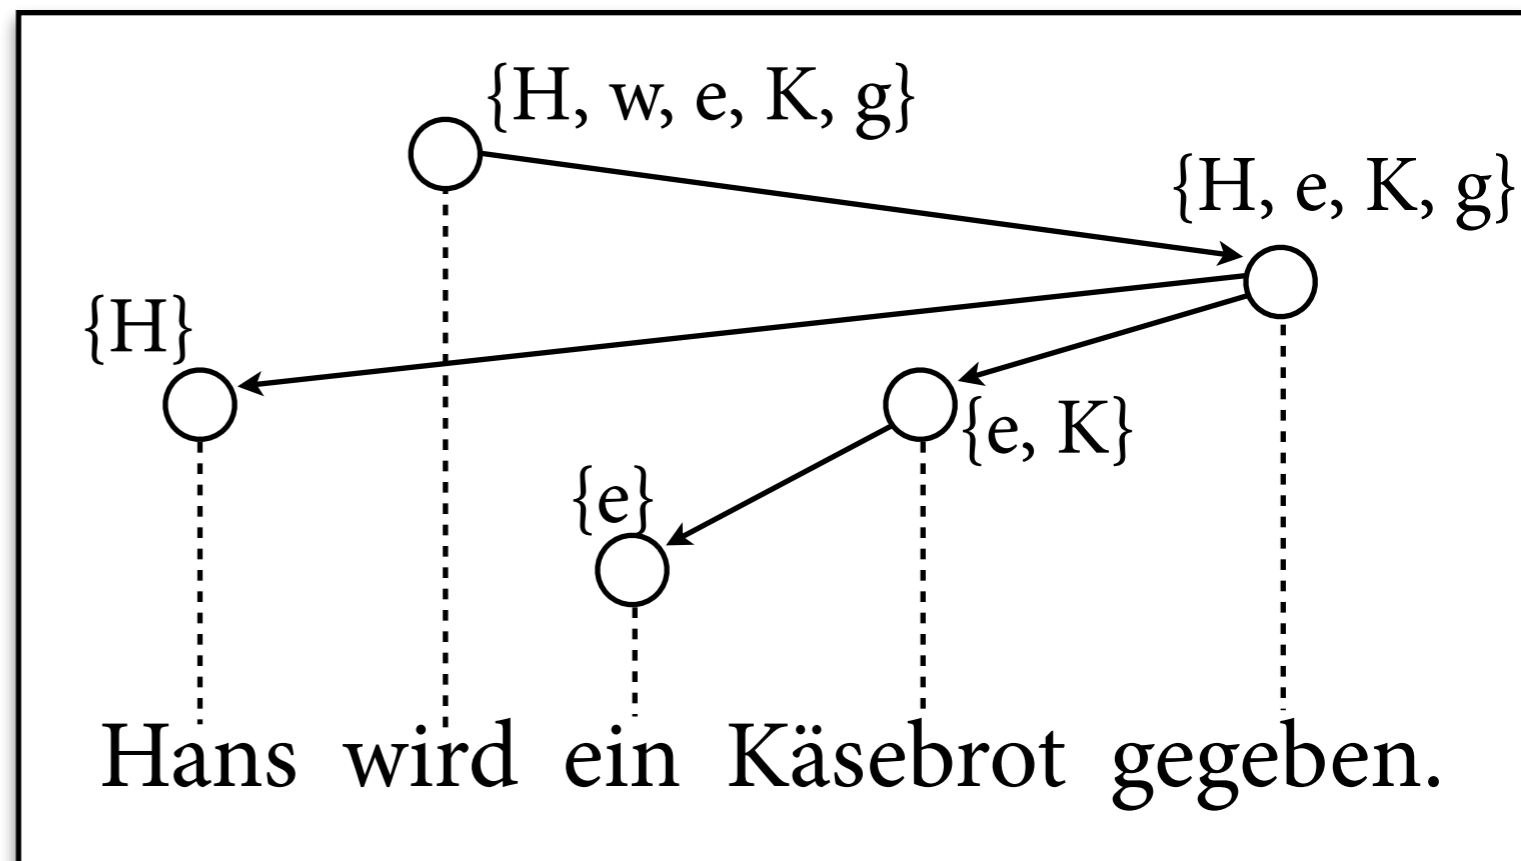 {H, w, e, K, g}
{H, e, K, g}
{H}
{e, K}
{e}
Hans wird ein Käsebrot gegeben.